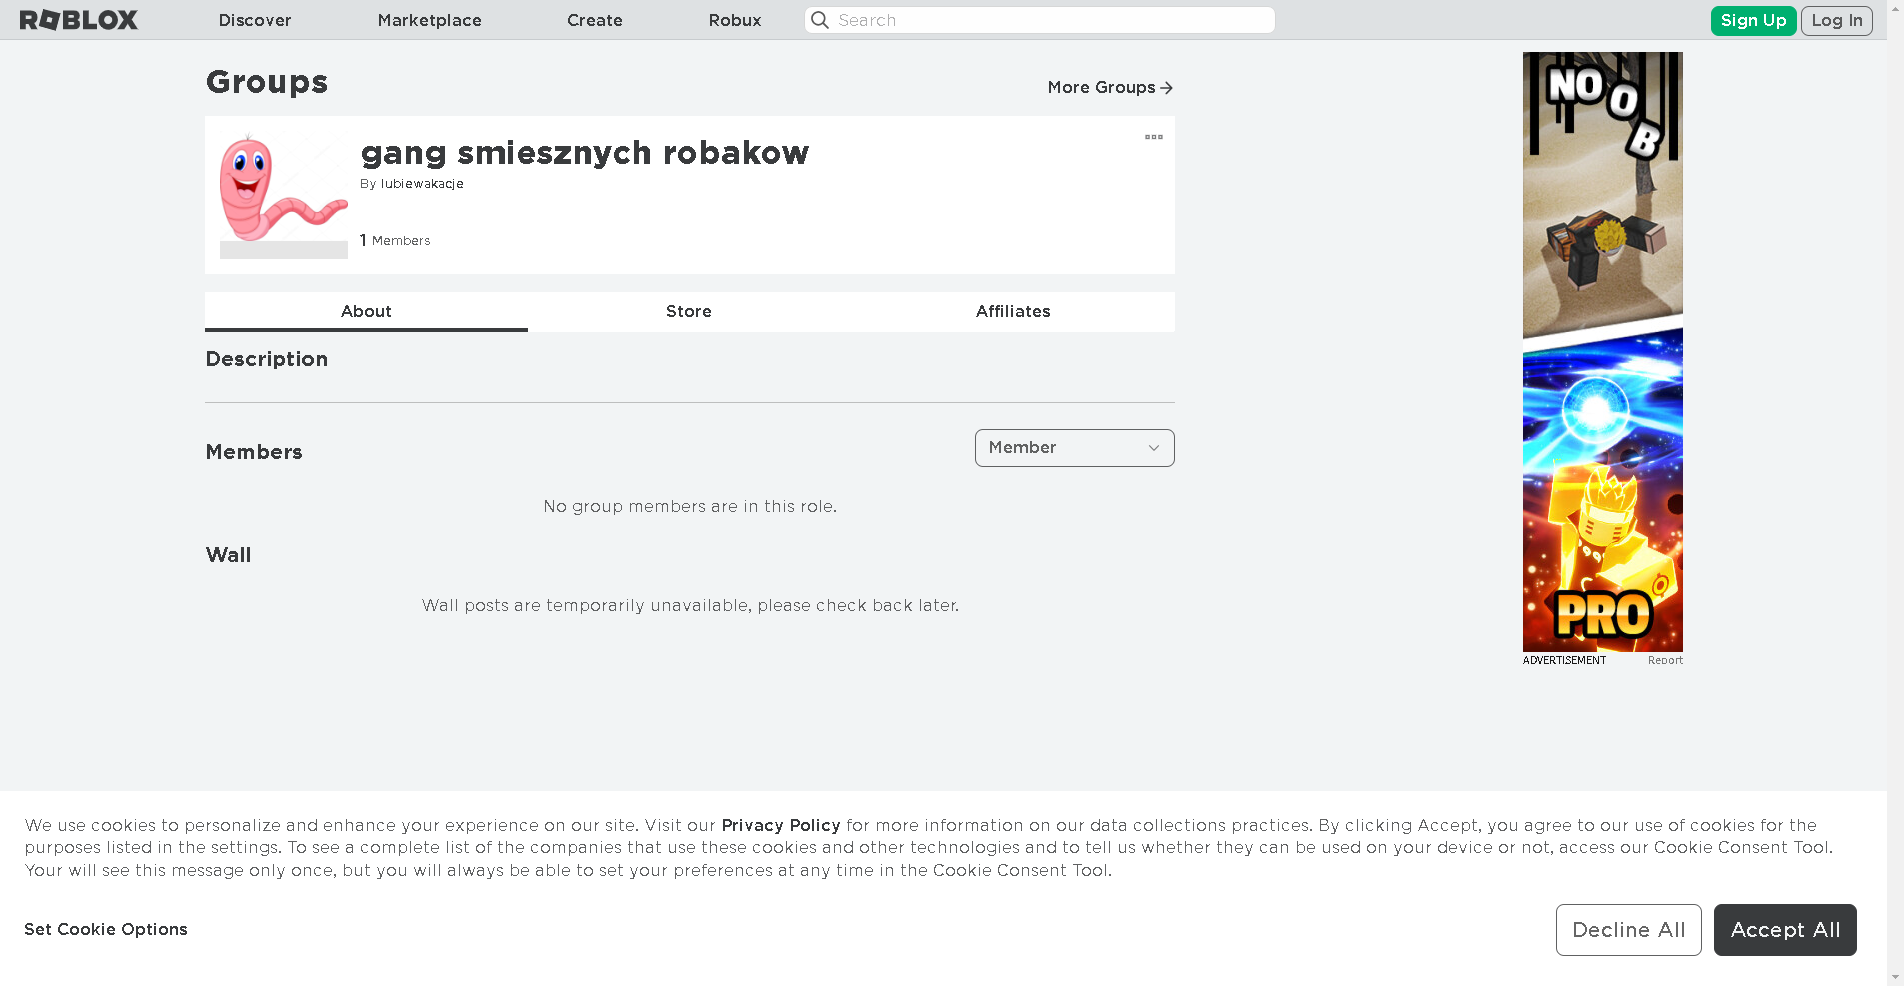 ROBLOX
Discover
Marketplace
Create
Robux
Search
Sign Up
Log In
Groups
More Groups
gang smiesznych robakow
By lubiewakacje
1 Members
About
Store
Affiliates
Description
Members
Member
No group members are in this role.
Wall
Wall posts are temporarily unavailable, please check back later.
NOOB
PRO
ADVERTISEMENT
Report
We use cookies to personalize and enhance your experience on our site. Visit our Privacy Policy for more information on our data collections practices. By clicking Accept, you agree to our use of cookies for the
purposes listed in the settings. To see a complete list of the companies that use these cookies and other technologies and to tell us whether they can be used on your device or not, access our Cookie Consent Tool.
Your will see this message only once, but you will always be able to set your preferences at any time in the Cookie Consent Tool.
Set Cookie Options
Decline All
Accept All